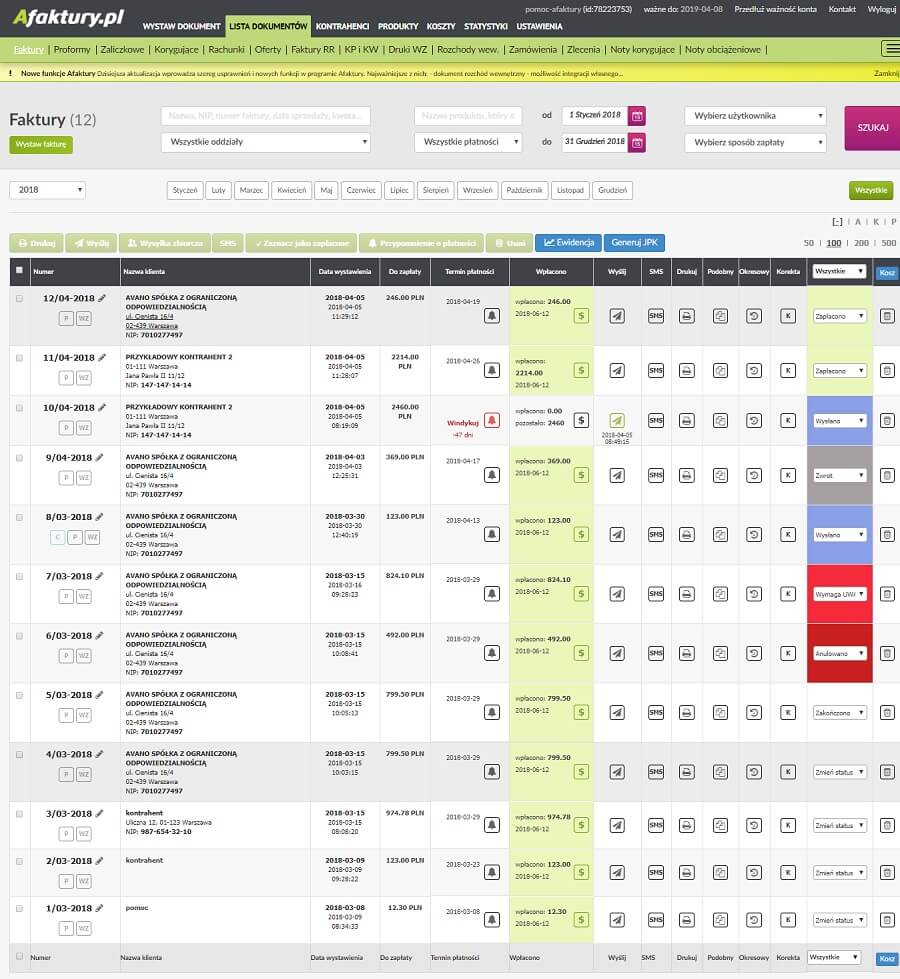 Afaktury.pl
pomoc-afaktury (id:78223753) ważne do: 2019-04-08 Przedłuż ważność konta Kontakt Wyloguj
WYSTAW DOKUMENT LISTA DOKUMENTÓW KONTRAHENCI PRODUKTY KOSZTY STATYSTYKI USTAWIENIA
Faktury | Proformy | Zaliczkowe | Korygujące | Rachunki | Oferty | Faktury RR | KP i KW | Druki WZ | Rozchody wew. | Zamówienia | Zlecenia | Noty korygujące | Noty obciążeniowe |
! Nowe funkcje Afaktury Dzisiejsza aktualizacja wprowadza szereg usprawnień i nowych funkcji w programie Afaktury. Najważniejsze z nich: - dokument rozchód wewnętrzny - możliwość integracji własnego... Zamknij
Faktury (12)
Wystaw fakturę
Nazwa, NIP, numer faktury, data sprzedaży, kwota... Nazwa produktu, który o od 1 Styczeń 2018 Wybierz użytkownika
Wszystkie oddziały Wszystkie płatności do 31 Grudzień 2018 Wybierz sposób zapłaty
SZUKAJ
2018 Styczeń Luty Marzec Kwiecień Maj Czerwiec Lipiec Sierpień Wrzesień Październik Listopad Grudzień Wszystkie
[-] | A | K | P
50 | 100 | 200 | 500
Drukuj Wyślij Wysyłka zbiorcza SMS Zaznacz jako zapłacone Przypomnienie o płatności Usuń Ewidencja Generuj JPK
Numer Nazwa klienta Data wystawienia Do zapłaty Termin płatności Wpłacono Wyślij SMS Drukuj Podobny Okresowy Korekta Wszystkie Kosz
12/04-2018 AVANO SPÓŁKA Z OGRANICZONĄ 2018-04-05 246.00 PLN 2018-04-19 wpłacono: 246.00
ODPOWIEDZIALNOŚCIĄ 2018-04-05 2018-06-12 $ SMS K Zapłacono
P WZ ul. Cienista 16/4 11:29:12
02-439 Warszawa
NIP: 7010277497
11/04-2018 PRZYKŁADOWY KONTRAHENT 2 2018-04-05 2214.00 2018-04-26 wpłacono:
01-111 Warszawa 2018-04-05 PLN 2214.00 $ SMS K Zapłacono
P WZ Jana Pawła II 11/12 11:28:07 2018-06-12
NIP: 147-147-14-14
10/04-2018 PRZYKŁADOWY KONTRAHENT 2 2018-04-05 2460.00 wpłacono: 0.00
01-111 Warszawa 2018-04-05 PLN Windykuj pozostało: 2460 $ SMS K Wysłano
P WZ Jana Pawła II 11/12 08:19:09 -47 dni 2018-04-05
NIP: 147-147-14-14 08:49:15
9/04-2018 AVANO SPÓŁKA Z OGRANICZONĄ 2018-04-03 369.00 PLN 2018-04-17 wpłacono: 369.00
ODPOWIEDZIALNOŚCIĄ 2018-04-03 2018-06-12 $ SMS K Zwrot
P WZ ul. Cienista 16/4 12:25:31
02-439 Warszawa
NIP: 7010277497
8/03-2018 AVANO SPÓŁKA Z OGRANICZONĄ 2018-03-30 123.00 PLN 2018-04-13 wpłacono: 123.00
ODPOWIEDZIALNOŚCIĄ 2018-03-30 2018-06-12 $ SMS K Wysłano
C P WZ ul. Cienista 16/4 12:40:19
02-439 Warszawa
NIP: 7010277497
7/03-2018 AVANO SPÓŁKA Z OGRANICZONĄ 2018-03-15 824.10 PLN 2018-03-29 wpłacono: 824.10
ODPOWIEDZIALNOŚCIĄ 2018-03-16 2018-06-12 $ SMS K Wymaga UW
P WZ ul. Cienista 16/4 09:28:23
02-439 Warszawa
NIP: 7010277497
6/03-2018 AVANO SPÓŁKA Z OGRANICZONĄ 2018-03-15 492.00 PLN 2018-03-29 wpłacono: 492.00
ODPOWIEDZIALNOŚCIĄ 2018-03-15 2018-06-12 $ SMS K Anulowano
P WZ ul. Cienista 16/4 10:08:41
02-439 Warszawa
NIP: 7010277497
5/03-2018 AVANO SPÓŁKA Z OGRANICZONĄ 2018-03-15 799.50 PLN 2018-03-29 wpłacono: 799.50
ODPOWIEDZIALNOŚCIĄ 2018-03-15 2018-06-12 $ SMS K Zakończono
P WZ ul. Cienista 16/4 10:05:13
02-439 Warszawa
NIP: 7010277497
4/03-2018 AVANO SPÓŁKA Z OGRANICZONĄ 2018-03-15 799.50 PLN 2018-03-29 wpłacono: 799.50
ODPOWIEDZIALNOŚCIĄ 2018-03-15 2018-06-12 $ SMS K Zmień status
P WZ ul. Cienista 16/4 10:03:15
02-439 Warszawa
NIP: 7010277497
3/03-2018 kontrahent 2018-03-15 974.78 PLN 2018-03-29 wpłacono: 974.78
Uliczna 12, 01-123 Warszawa 2018-03-15 2018-06-12 $ SMS K Zmień status
P WZ NIP: 987-654-32-10 08:08:20
2/03-2018 kontrahent 2018-03-09 123.00 PLN 2018-03-23 wpłacono: 123.00
2018-03-09 2018-06-12 $ SMS K Zmień status
P WZ 09:28:22
1/03-2018 pomoc 2018-03-08 12.30 PLN 2018-03-08 wpłacono: 12.30
2018-03-09 2018-06-12 $ SMS K Zmień status
P WZ 08:34:33
Numer Nazwa klienta Data wystawienia Do zapłaty Termin płatności Wpłacono Wyślij SMS Drukuj Podobny Okresowy Korekta Wszystkie Kosz